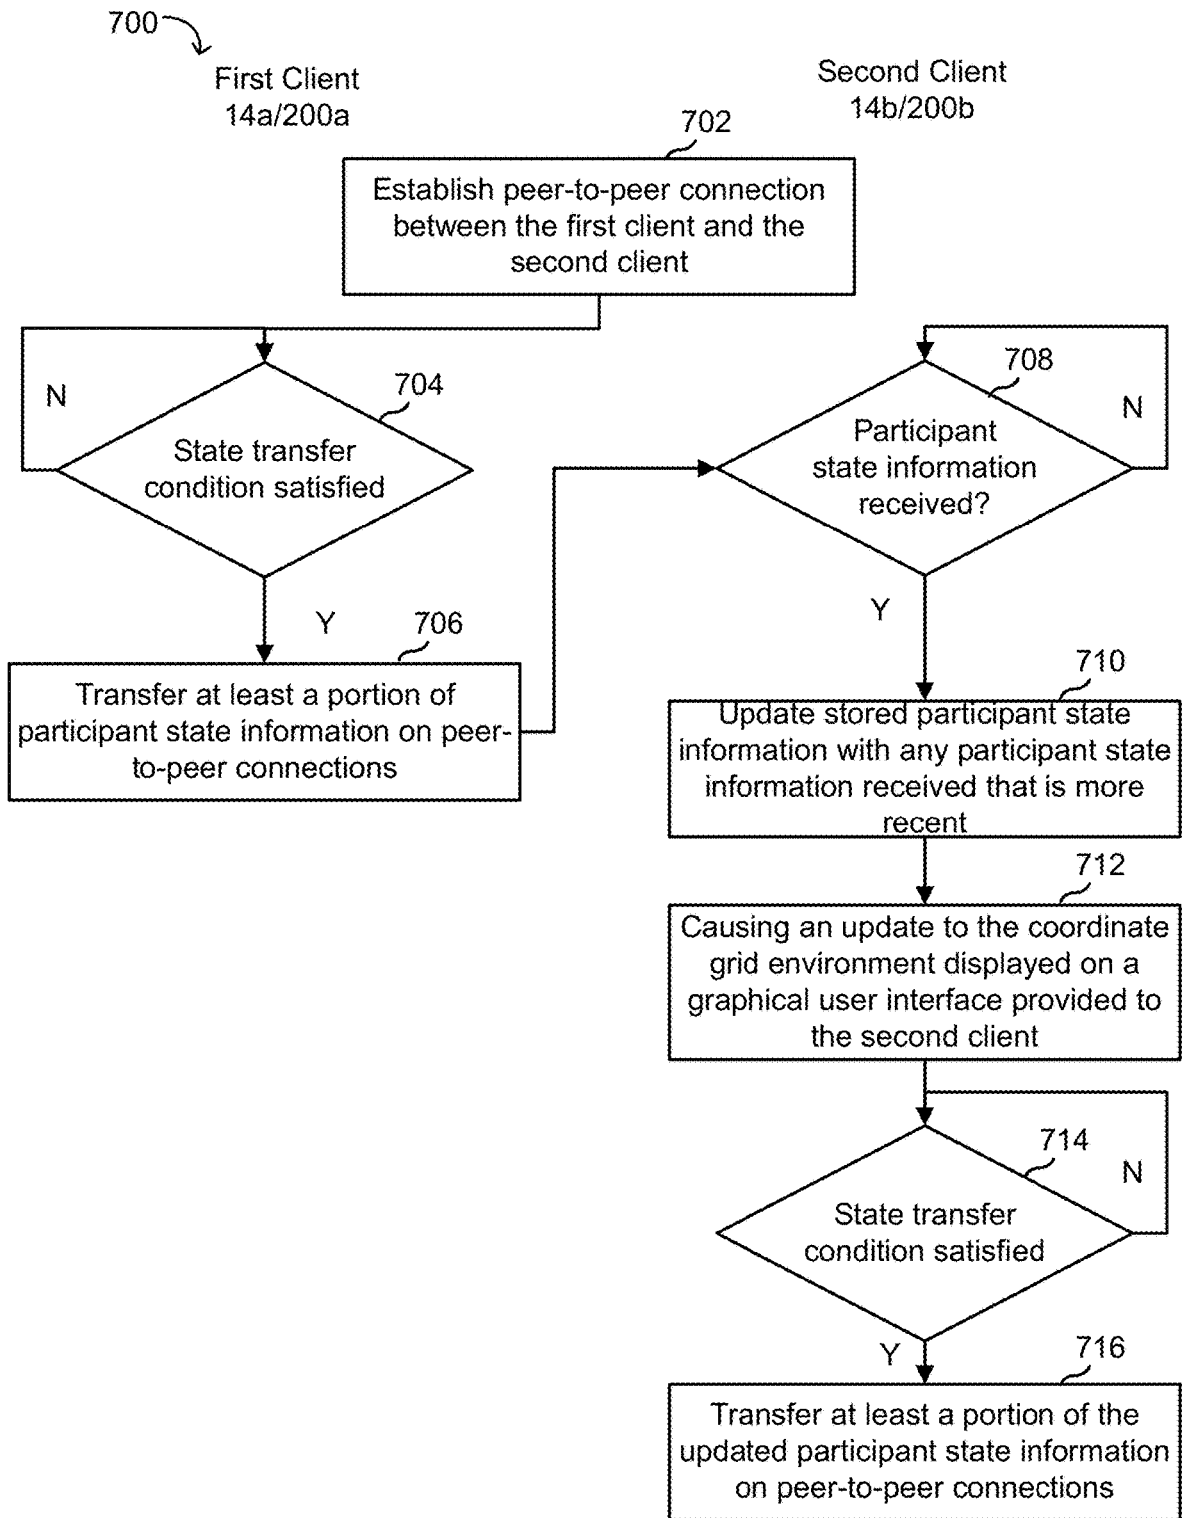 700
First Client
14a/200a
Second Client
14b/200b
702
Establish peer-to-peer connection
between the first client and the
second client
704
N
State transfer
condition satisfied
Y
706
Transfer at least a portion of
participant state information on peer-
to-peer connections
708
N
Participant
state information
received?
Y
710
Update stored participant state
information with any participant state
information received that is more
recent
712
Causing an update to the coordinate
grid environment displayed on a
graphical user interface provided to
the second client
714
N
State transfer
condition satisfied
Y
716
Transfer at least a portion of the
updated participant state information
on peer-to-peer connections